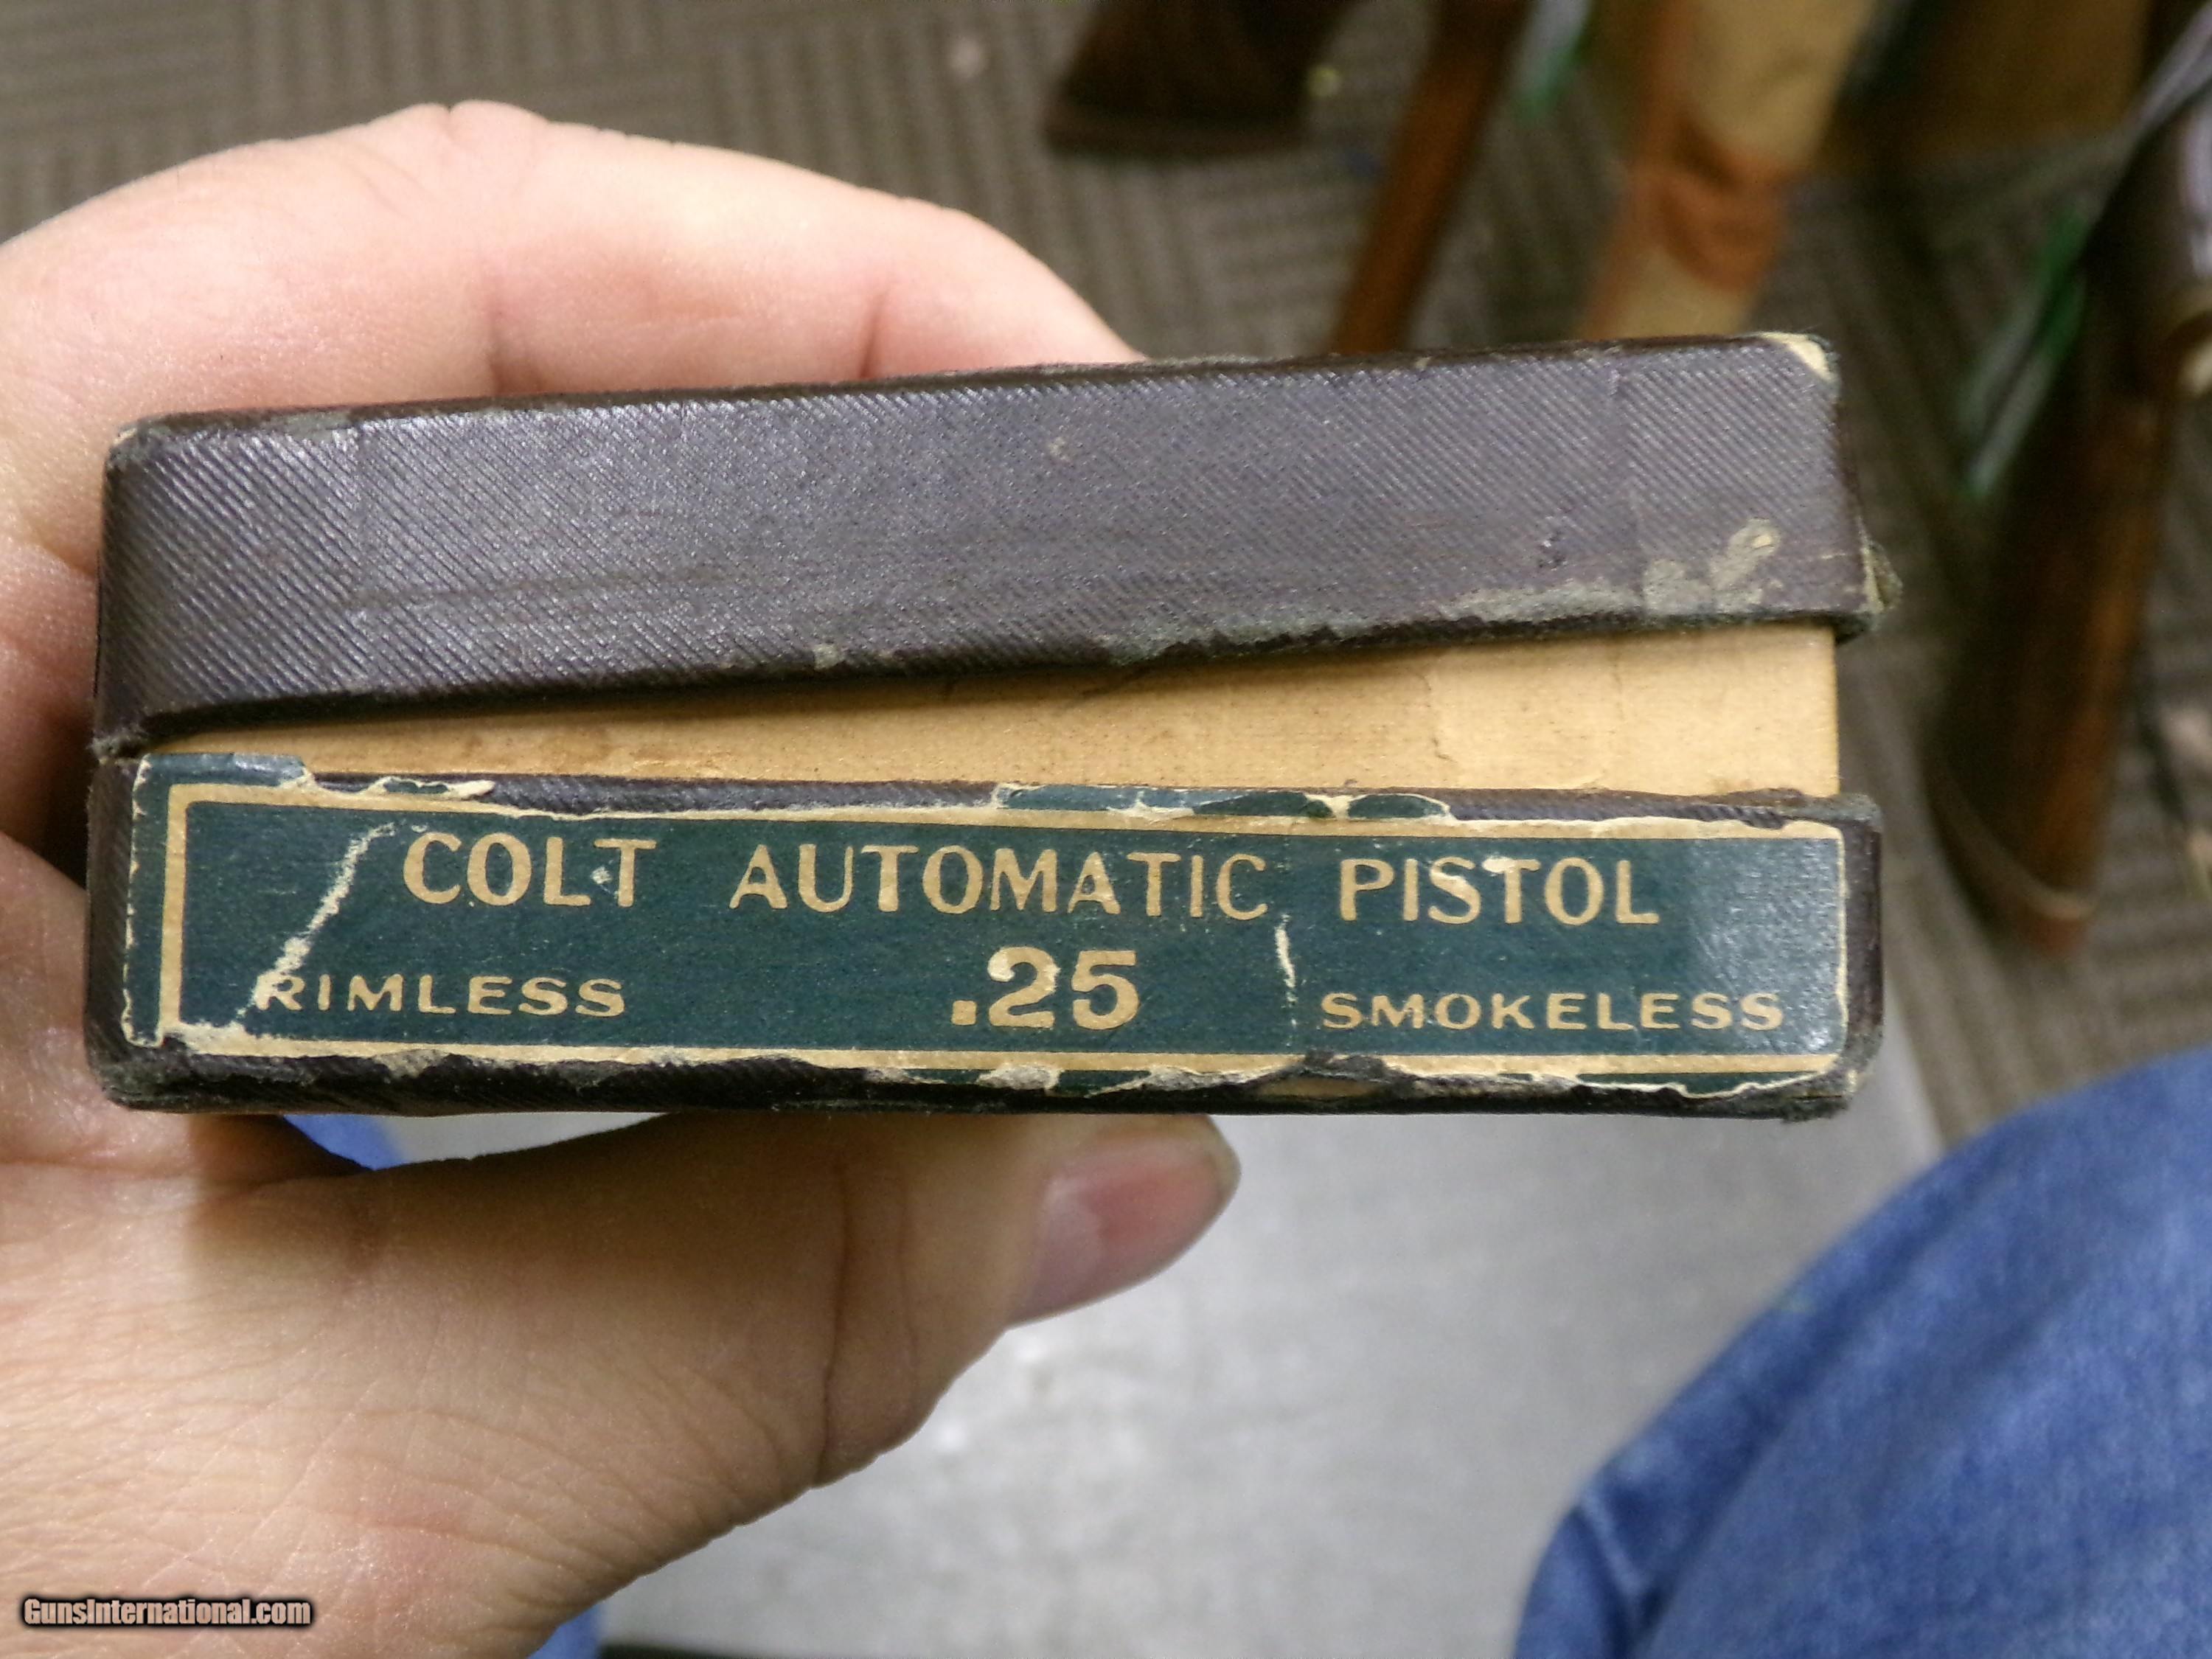 COLT AUTOMATIC PISTOL
.25
RIMLESS SMOKELESS
GunsInternational.com